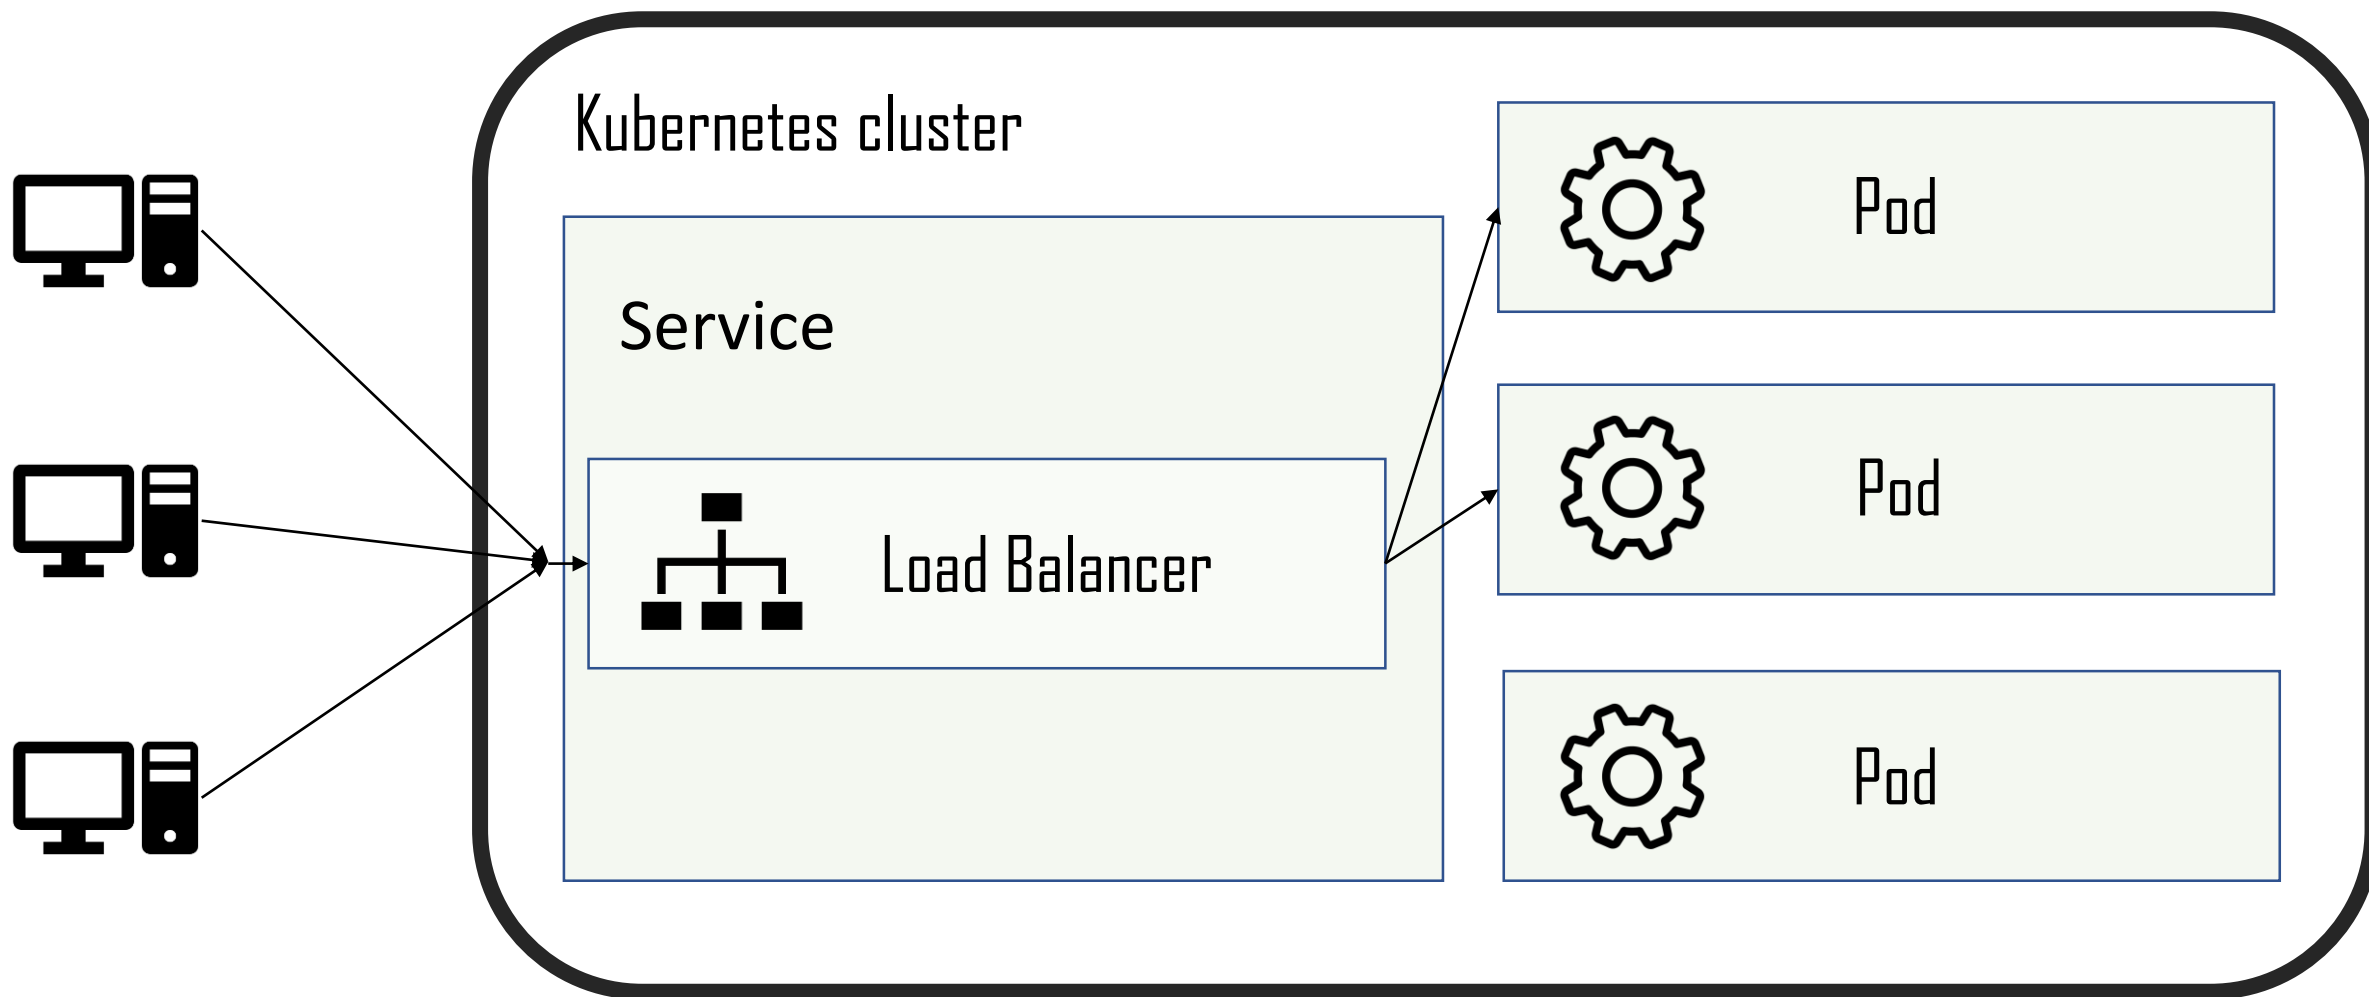 Kubernetes cluster
Service
Load Balancer
Pod
Pod
Pod